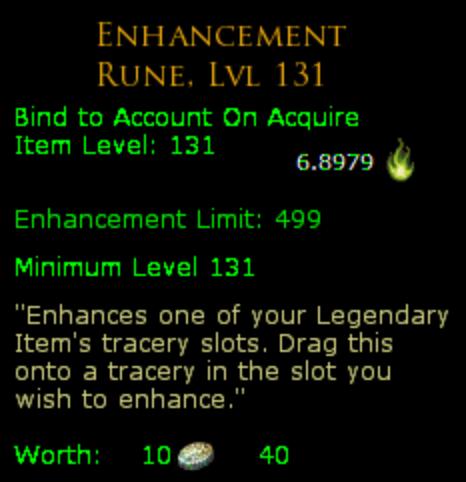 Enhancement
Rune, Lvl 131
Bind to Account On Acquire
Item Level: 131
6.8979
Enhancement Limit: 499
Minimum Level 131
"Enhances one of your Legendary
Item's tracery slots. Drag this
onto a tracery in the slot you
wish to enhance."
Worth: 10 40